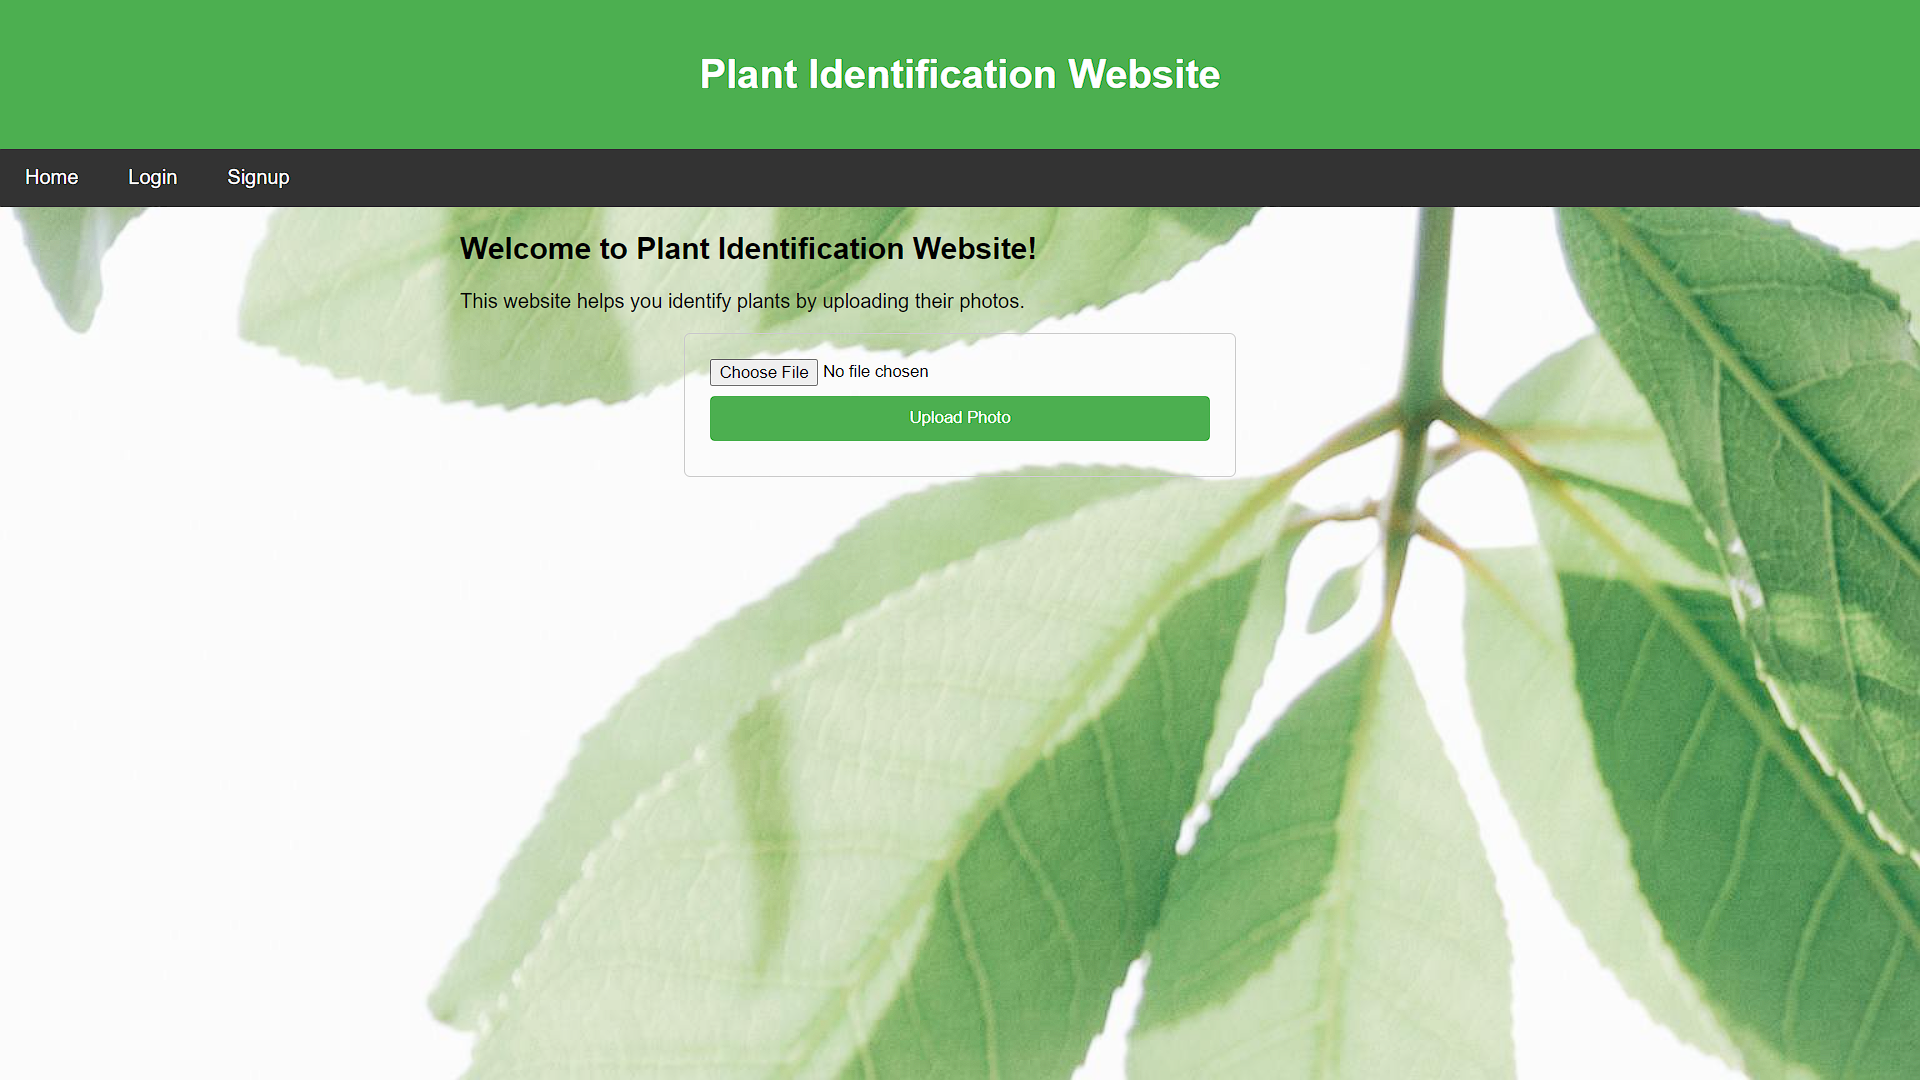 Plant Identification Website
Home Login Signup
Welcome to Plant Identification Website!
This website helps you identify plants by uploading their photos.
Choose File No file chosen
Upload Photo